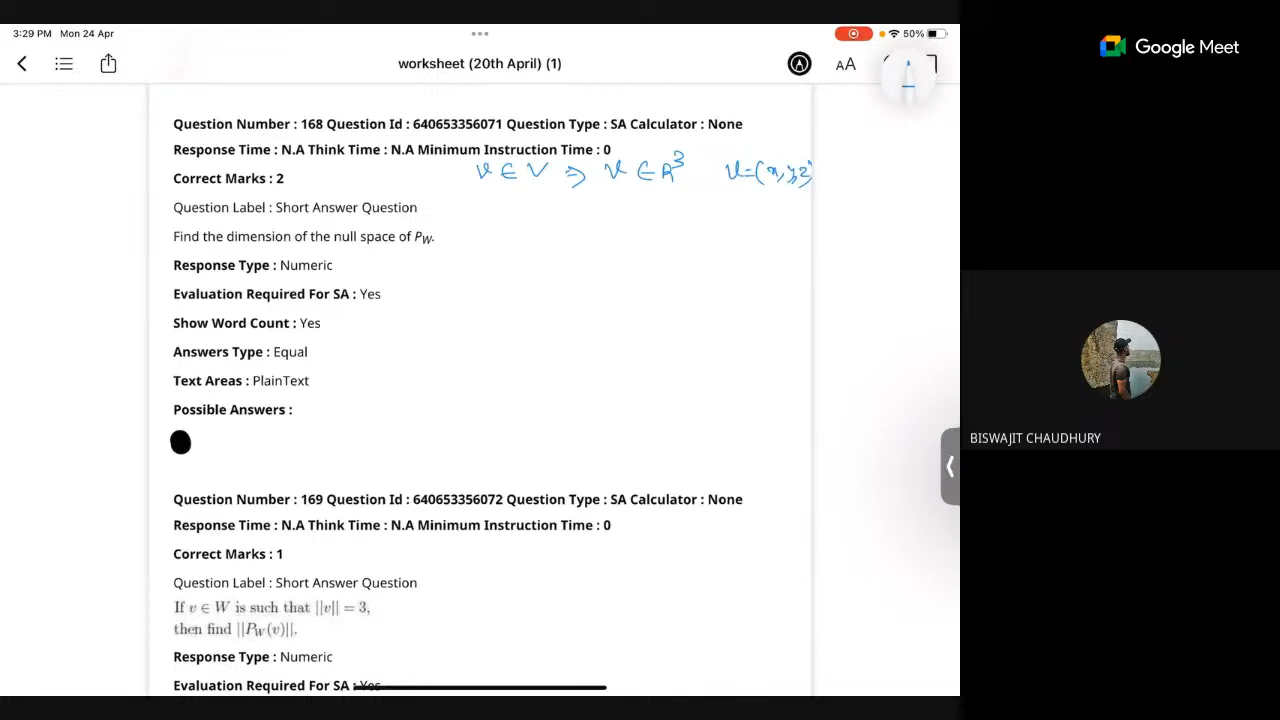 3:29 PM Mon 24 Apr
50%
worksheet (20th April) (1)
AA
Google Meet
Question Number : 168 Question Id : 640653356071 Question Type : SA Calculator : None
Response Time : N.A Think Time : N.A Minimum Instruction Time : 0
v ∈ V ⇒ v ∈ R³ v=(x,y,z)
Correct Marks : 2
Question Label : Short Answer Question
Find the dimension of the null space of P_W.
Response Type : Numeric
Evaluation Required For SA : Yes
Show Word Count : Yes
Answers Type : Equal
Text Areas : PlainText
Possible Answers :
BISWAJIT CHAUDHURY
Question Number : 169 Question Id : 640653356072 Question Type : SA Calculator : None
Response Time : N.A Think Time : N.A Minimum Instruction Time : 0
Correct Marks : 1
Question Label : Short Answer Question
If v ∈ W is such that ||v|| = 3,
then find ||P_W(v)||.
Response Type : Numeric
Evaluation Required For SA : Yes